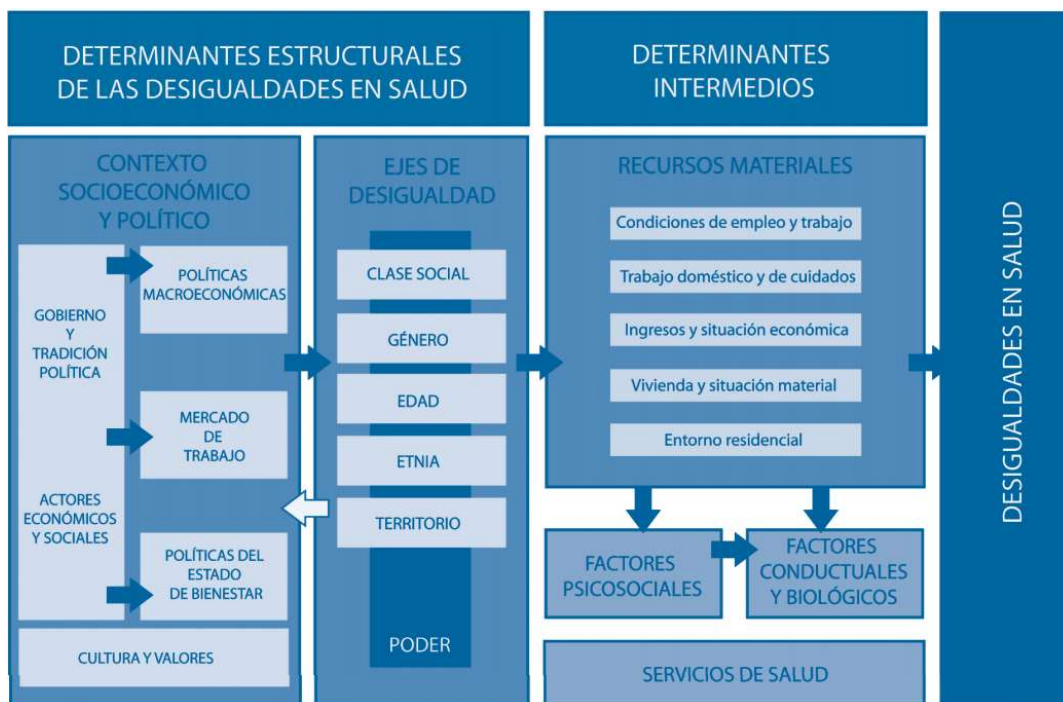 DETERMINANTES ESTRUCTURALES
DE LAS DESIGUALDADES EN SALUD
CONTEXTO
SOCIOECONÓMICO
Y POLÍTICO
GOBIERNO
Y
TRADICIÓN
POLÍTICA
ACTORES
ECONÓMICOS
Y SOCIALES
POLÍTICAS
MACROECONÓMICAS
MERCADO
DE
TRABAJO
POLÍTICAS DEL
ESTADO
DE BIENESTAR
CULTURA Y VALORES
EJES DE
DESIGUALDAD
CLASE SOCIAL
GÉNERO
EDAD
ETNIA
TERRITORIO
PODER
DETERMINANTES
INTERMEDIOS
RECURSOS MATERIALES
Condiciones de empleo y trabajo
Trabajo doméstico y de cuidados
Ingresos y situación económica
Vivienda y situación material
Entorno residencial
FACTORES
PSICOSOCIALES
FACTORES
CONDUCTUALES
Y BIOLÓGICOS
SERVICIOS DE SALUD
DESIGUALDADES EN SALUD